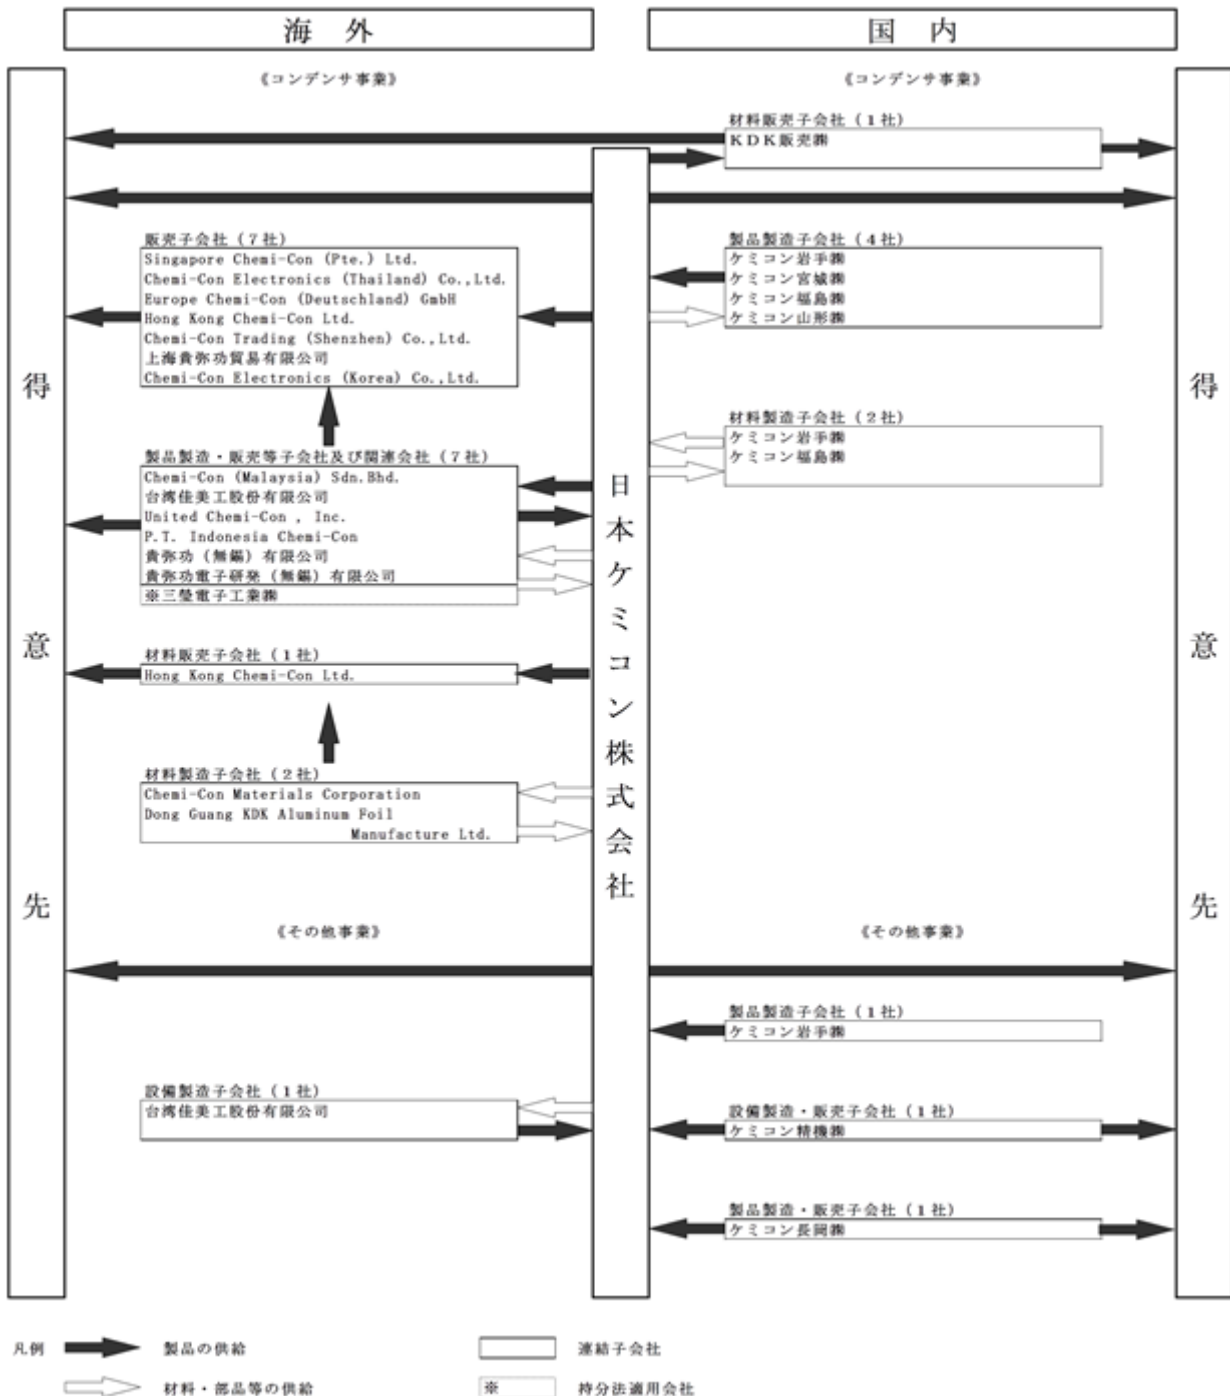 海外
国内
《コンデンサ事業》
《コンデンサ事業》
材料販売子会社（1社）
KDK販売㈱
販売子会社（7社）
Singapore Chemi-Con (Pte.) Ltd.
Chemi-Con Electronics (Thailand) Co.,Ltd.
Europe Chemi-Con (Deutschland) GmbH
Hong Kong Chemi-Con Ltd.
Chemi-Con Trading (Shenzhen) Co.,Ltd.
上海貴弥功貿易有限公司
Chemi-Con Electronics (Korea) Co.,Ltd.
製品製造子会社（4社）
ケミコン岩手㈱
ケミコン宮城㈱
ケミコン福島㈱
ケミコン山形㈱
材料製造子会社（2社）
ケミコン岩手㈱
ケミコン福島㈱
製品製造・販売等子会社及び関連会社（7社）
Chemi-Con (Malaysia) Sdn.Bhd.
台湾佳美工股份有限公司
United Chemi-Con , Inc.
P.T. Indonesia Chemi-Con
貴弥功（無錫）有限公司
貴弥功電子研発（無錫）有限公司
※三瑩電子工業㈱
材料販売子会社（1社）
Hong Kong Chemi-Con Ltd.
材料製造子会社（2社）
Chemi-Con Materials Corporation
Dong Guang KDK Aluminum Foil
Manufacture Ltd.
得意先
日本ケミコン株式会社
得意先
《その他事業》
《その他事業》
製品製造子会社（1社）
ケミコン岩手㈱
設備製造子会社（1社）
台湾佳美工股份有限公司
設備製造・販売子会社（1社）
ケミコン精機㈱
製品製造・販売子会社（1社）
ケミコン長岡㈱
凡例
製品の供給
連結子会社
材料・部品等の供給
※
持分法適用会社